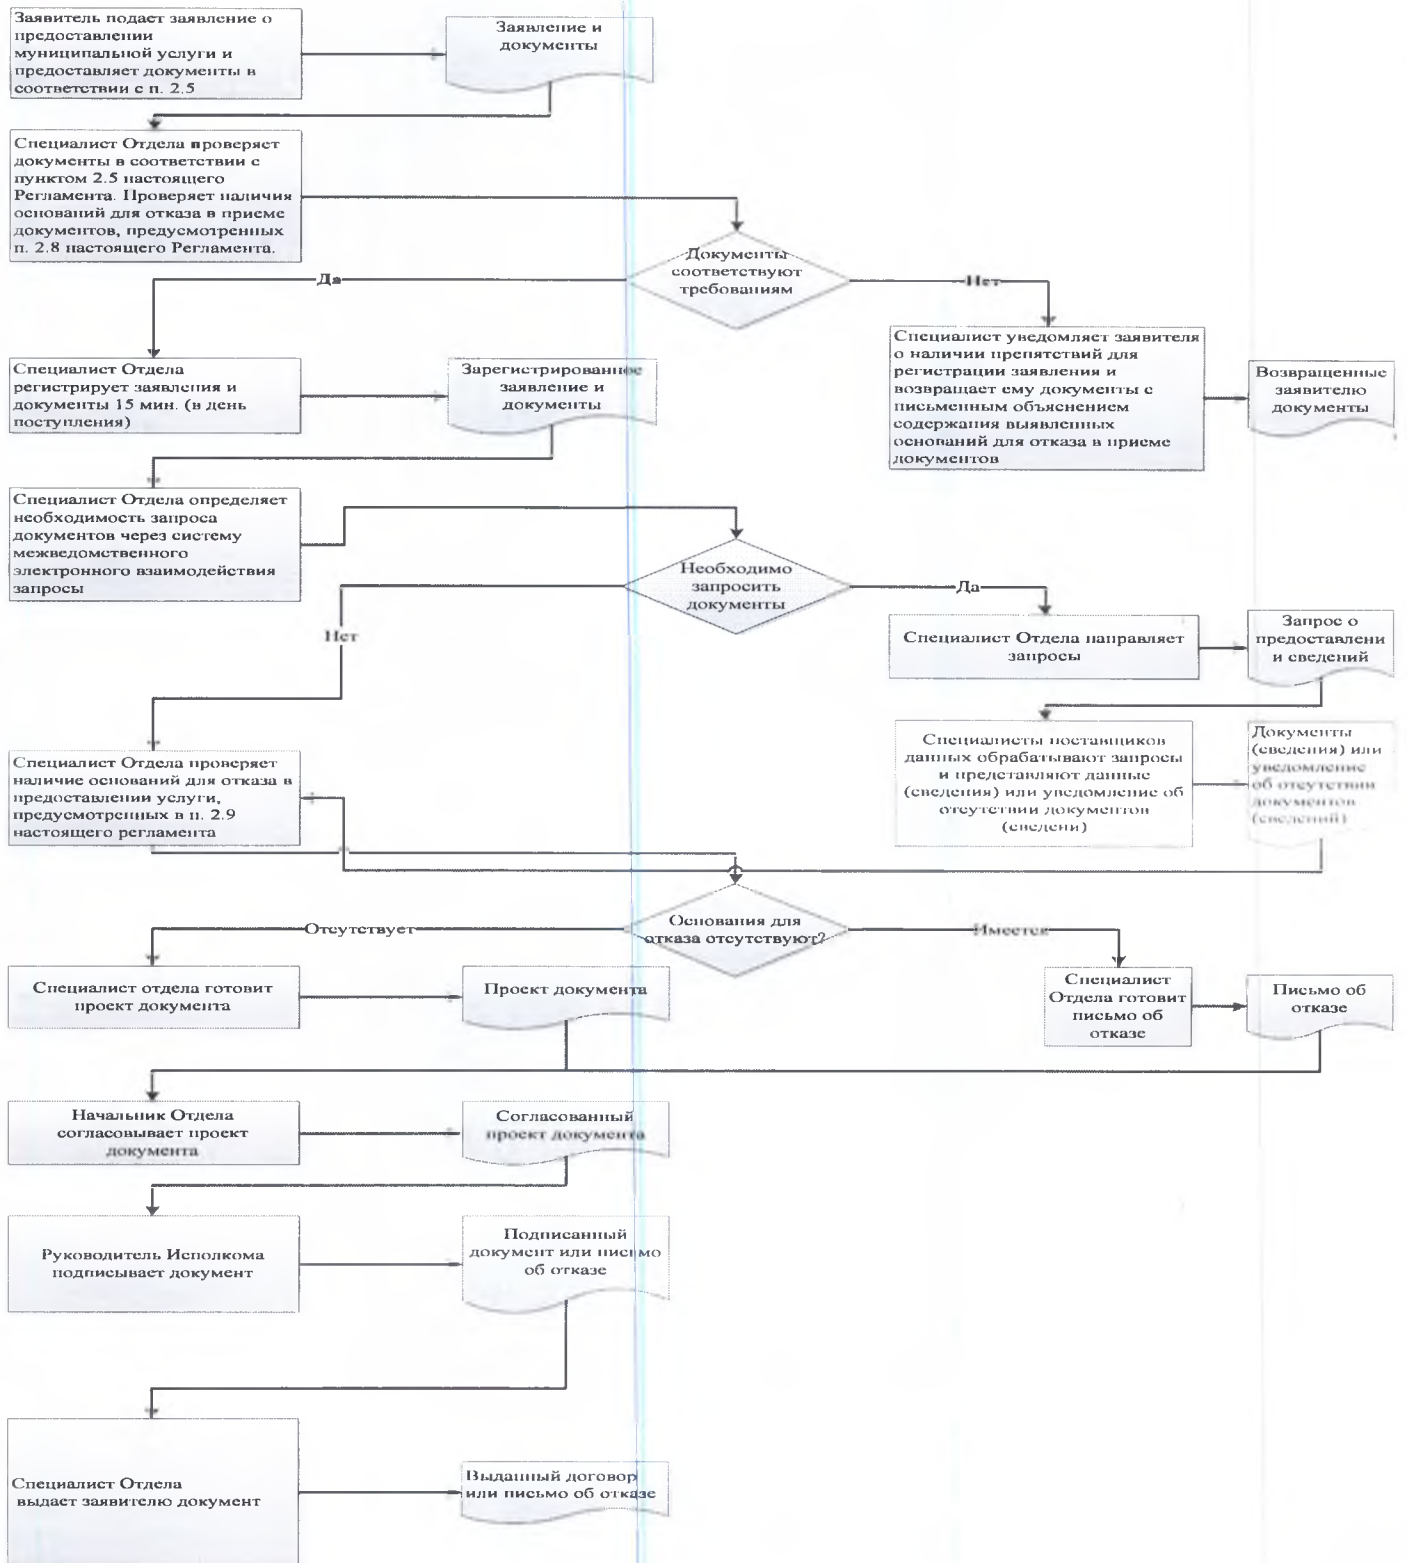 Заявитель подает заявление о
предоставлении
муниципальной услуги и
предоставляет документы в
соответствии с п. 2.5
Заявление и
документы
Специалист Отдела проверяет
документы в соответствии с
пунктом 2.5 настоящего
Регламента. Проверяет наличия
оснований для отказа в приеме
документов, предусмотренных
п. 2.8 настоящего Регламента.
Документы
соответствуют
требованиям
Да
Нет
Специалист Отдела
регистрирует заявления и
документы 15 мин. (в день
поступления)
Зарегистрированное
заявление и
документы
Специалист уведомляет заявителя
о наличии препятствий для
регистрации заявления и
возвращает ему документы с
письменным объяснением
содержания выявленных
оснований для отказа в приеме
документов
Возвращенные
заявителю
документы
Специалист Отдела определяет
необходимость запроса
документов через систему
межведомственного
электронного взаимодействия
запросы
Необходимо
запросить
документы
Да
Нет
Специалист Отдела направляет
запросы
Запрос о
предоставлени
и сведений
Специалисты поставщиков
данных обрабатывают запросы
и представляют данные
(сведения) или уведомление об
отсутствии документов
(сведени)
Документы
(сведения) или
уведомление
об отсутствии
документов
(сведений)
Специалист Отдела проверяет
наличие оснований для отказа в
предоставлении услуги,
предусмотренных в п. 2.9
настоящего регламента
Основания для
отказа отсутствуют?
Отсутствует
Имеется
Специалист отдела готовит
проект документа
Проект документа
Специалист
Отдела готовит
письмо об
отказе
Письмо об
отказе
Начальник Отдела
согласовывает проект
документа
Согласованный
проект документа
Руководитель Исполкома
подписывает документ
Подписанный
документ или письмо
об отказе
Специалист Отдела
выдает заявителю документ
Выданный договор
или письмо об отказе